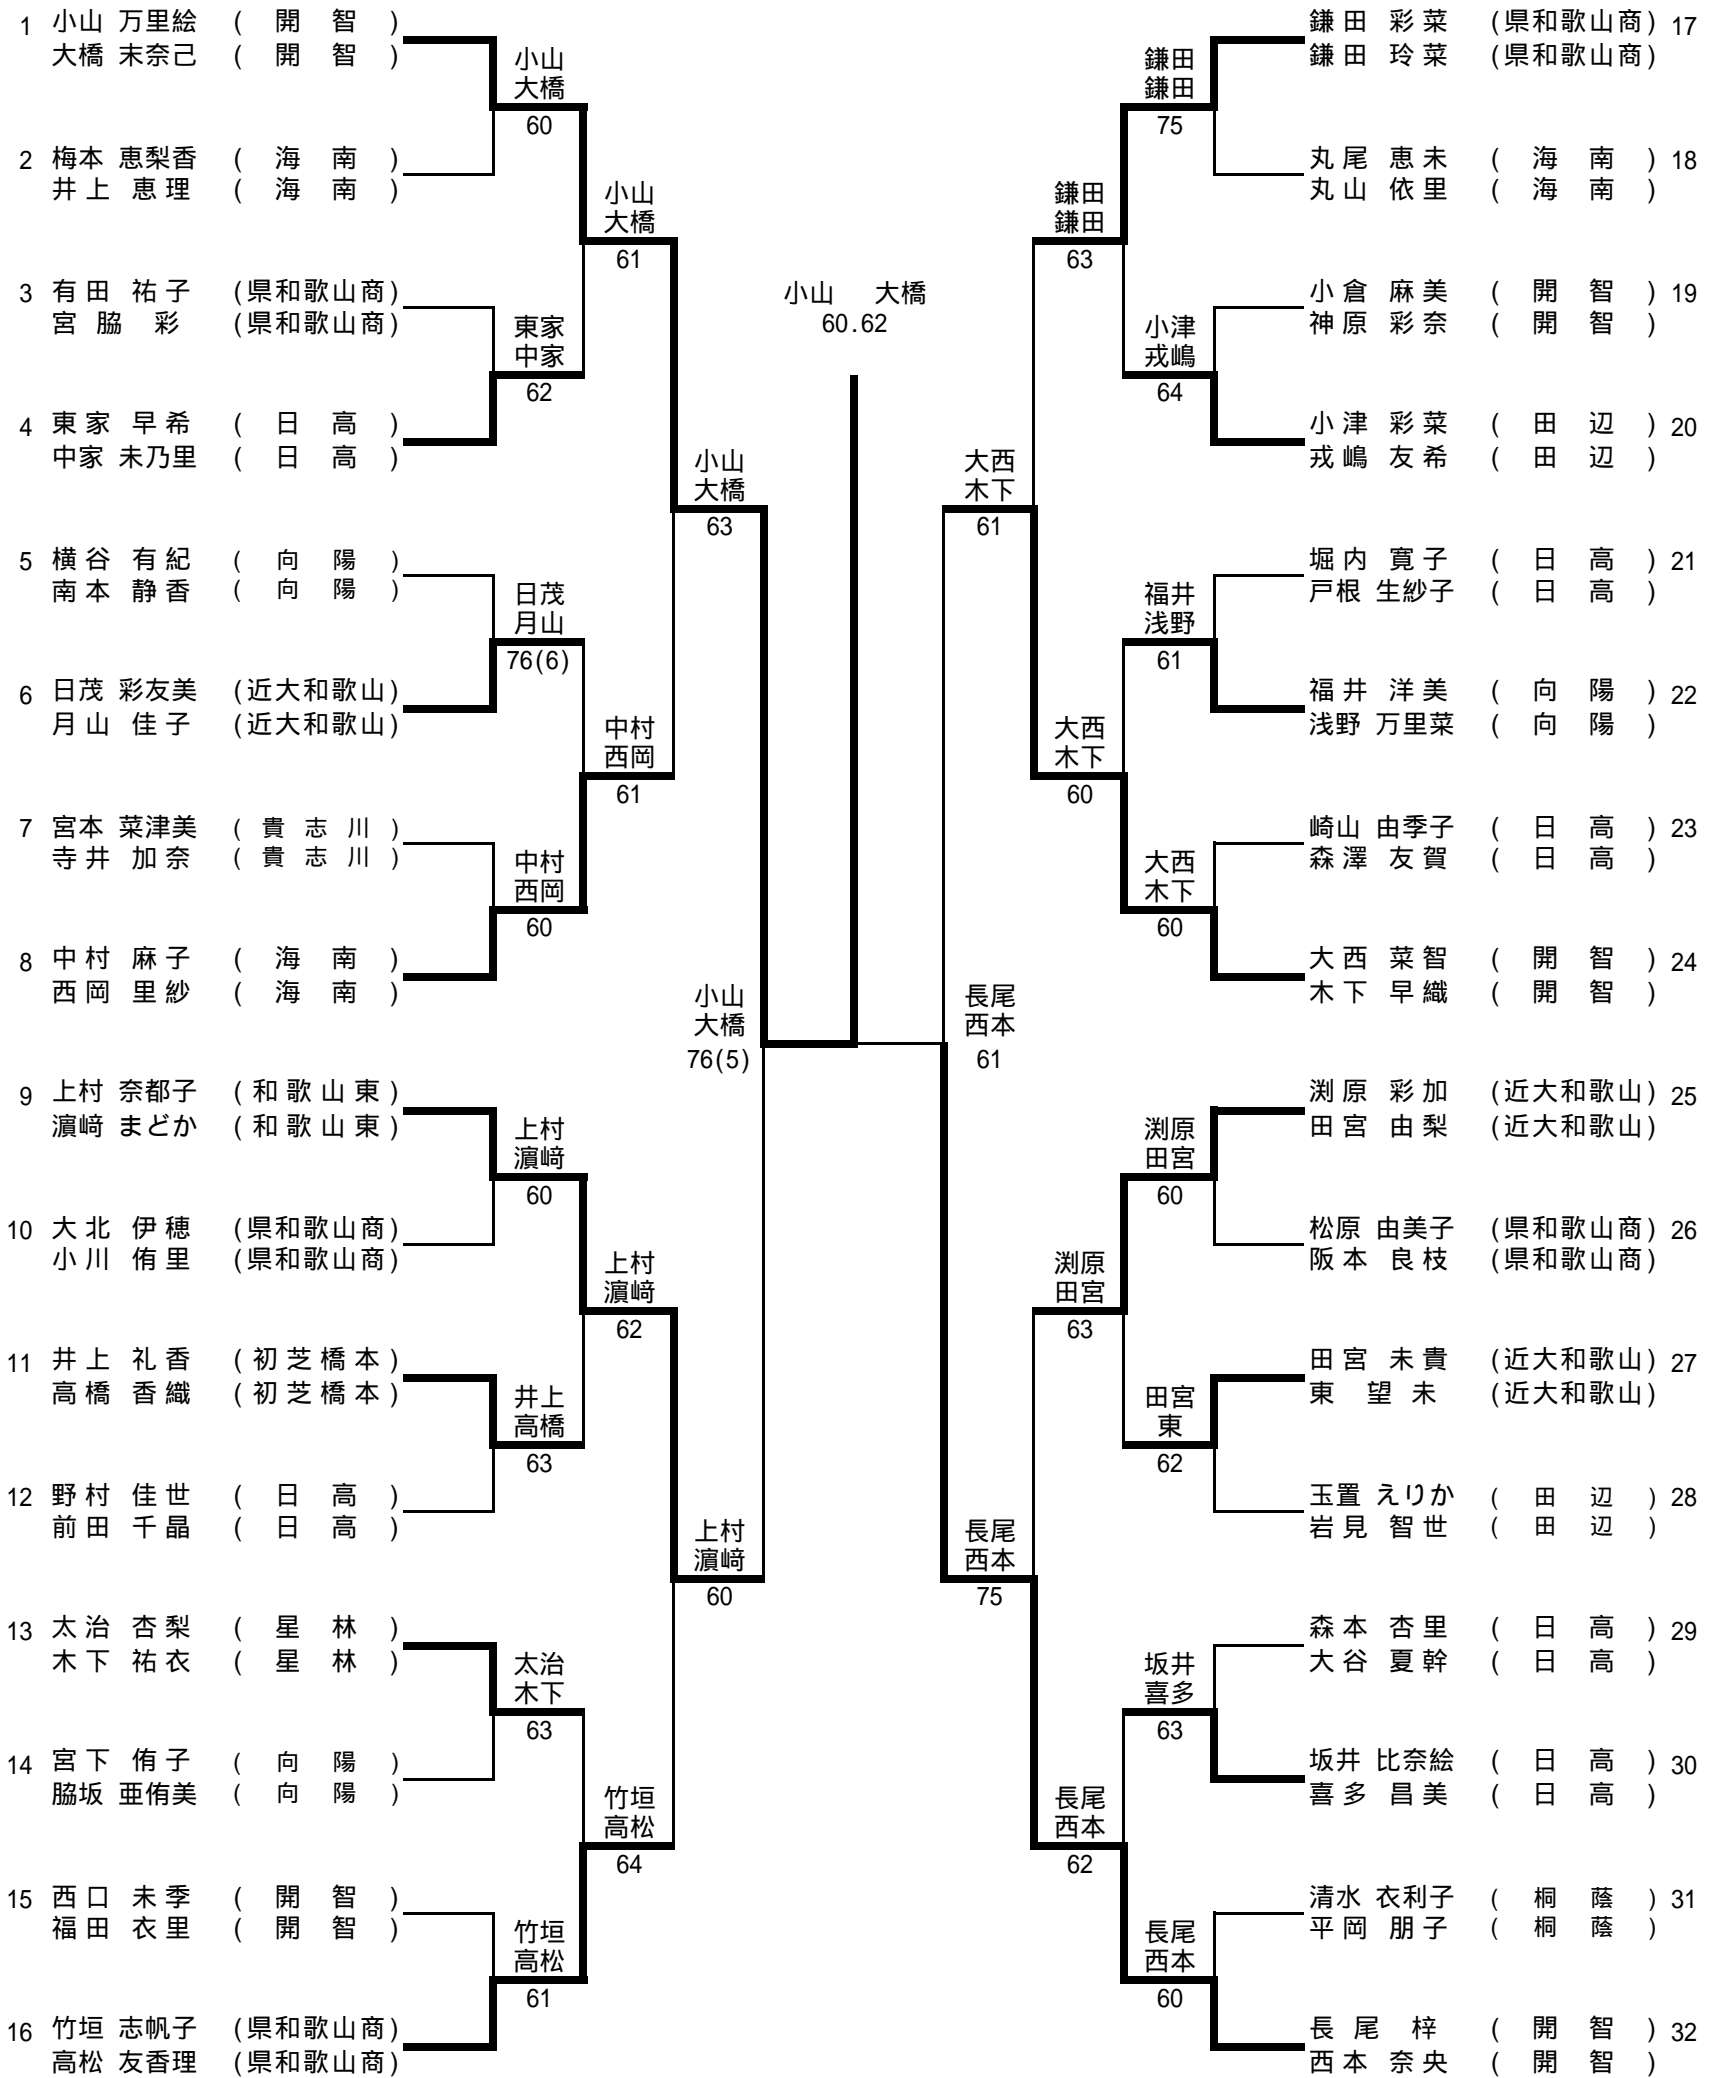 1 小山 万里絵 ( 開 智 )
大橋 末奈己 ( 開 智 )
2 梅本 恵梨香 ( 海 南 )
井上 恵理 ( 海 南 )
3 有田 祐子 (県和歌山商)
宮脇 彩 (県和歌山商)
4 東家 早希 ( 日 高 )
中家 未乃里 ( 日 高 )
5 横谷 有紀 ( 向 陽 )
南本 静香 ( 向 陽 )
6 日茂 彩友美 (近大和歌山)
月山 佳子 (近大和歌山)
7 宮本 菜津美 ( 貴 志 川 )
寺井 加奈 ( 貴 志 川 )
8 中村 麻子 ( 海 南 )
西岡 里紗 ( 海 南 )
9 上村 奈都子 (和歌山東)
濵﨑 まどか (和歌山東)
10 大北 伊穂 (県和歌山商)
小川 侑里 (県和歌山商)
11 井上 礼香 (初芝橋本)
高橋 香織 (初芝橋本)
12 野村 佳世 ( 日 高 )
前田 千晶 ( 日 高 )
13 太治 杏梨 ( 星 林 )
木下 祐衣 ( 星 林 )
14 宮下 侑子 ( 向 陽 )
脇坂 亜侑美 ( 向 陽 )
15 西口 未季 ( 開 智 )
福田 衣里 ( 開 智 )
16 竹垣 志帆子 (県和歌山商)
高松 友香理 (県和歌山商)
小山
大橋
60
東家
中家
62
日茂
月山
76(6)
中村
西岡
60
上村
濵﨑
60
井上
高橋
63
太治
木下
63
竹垣
高松
61
小山
大橋
61
中村
西岡
61
上村
濵﨑
62
竹垣
高松
64
小山
大橋
63
上村
濵﨑
60
小山
大橋
76(5)
小山 大橋
60.62
長尾
西本
61
大西
木下
61
長尾
西本
75
鎌田
鎌田
63
大西
木下
60
渕原
田宮
63
長尾
西本
62
鎌田
鎌田
75
小津
戎嶋
64
福井
浅野
61
大西
木下
60
渕原
田宮
60
田宮
東
62
坂井
喜多
63
長尾
西本
60
鎌田 彩菜 (県和歌山商) 17
鎌田 玲菜 (県和歌山商)
丸尾 恵未 ( 海 南 ) 18
丸山 依里 ( 海 南 )
小倉 麻美 ( 開 智 ) 19
神原 彩奈 ( 開 智 )
小津 彩菜 ( 田 辺 ) 20
戎嶋 友希 ( 田 辺 )
堀内 寛子 ( 日 高 ) 21
戸根 生紗子 ( 日 高 )
福井 洋美 ( 向 陽 ) 22
浅野 万里菜 ( 向 陽 )
崎山 由季子 ( 日 高 ) 23
森澤 友賀 ( 日 高 )
大西 菜智 ( 開 智 ) 24
木下 早織 ( 開 智 )
渕原 彩加 (近大和歌山) 25
田宮 由梨 (近大和歌山)
松原 由美子 (県和歌山商) 26
阪本 良枝 (県和歌山商)
田宮 未貴 (近大和歌山) 27
東 望未 (近大和歌山)
玉置 えりか ( 田 辺 ) 28
岩見 智世 ( 田 辺 )
森本 杏里 ( 日 高 ) 29
大谷 夏幹 ( 日 高 )
坂井 比奈絵 ( 日 高 ) 30
喜多 昌美 ( 日 高 )
清水 衣利子 ( 桐 蔭 ) 31
平岡 朋子 ( 桐 蔭 )
長尾 梓 ( 開 智 ) 32
西本 奈央 ( 開 智 )